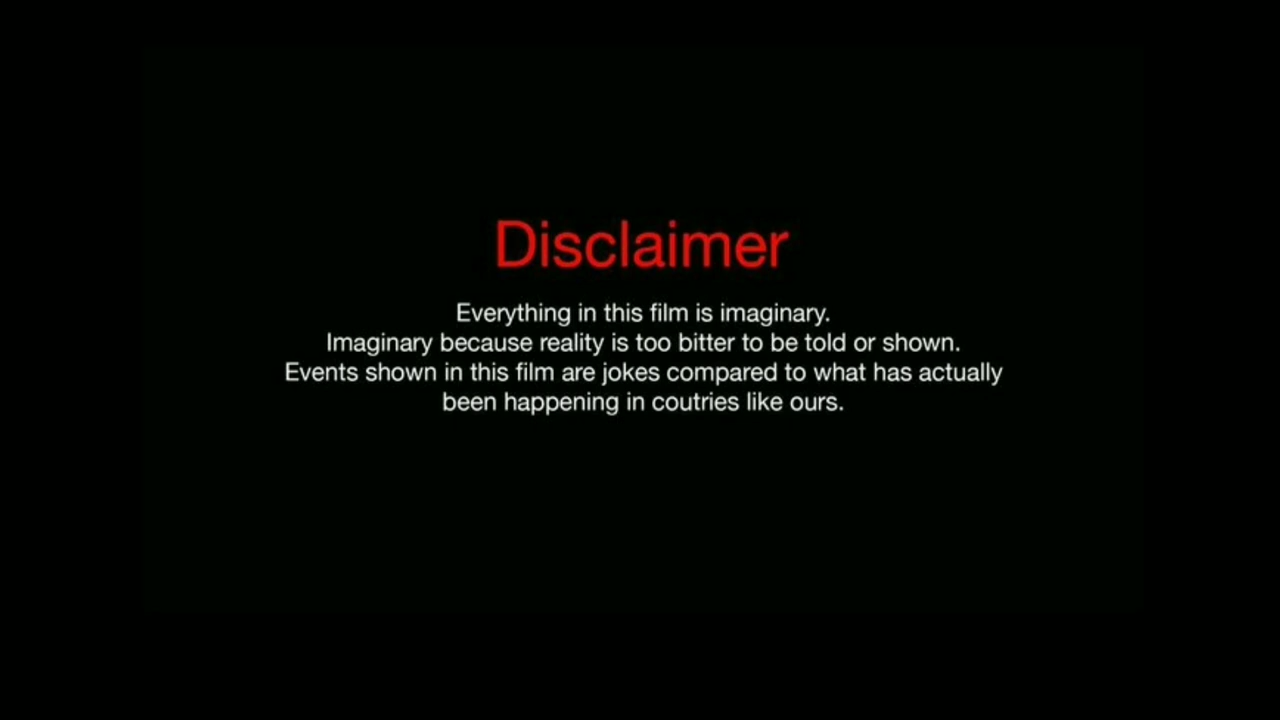 Disclaimer
Everything in this film is imaginary.
Imaginary because reality is too bitter to be told or shown.
Events shown in this film are jokes compared to what has actually
been happening in coutries like ours.